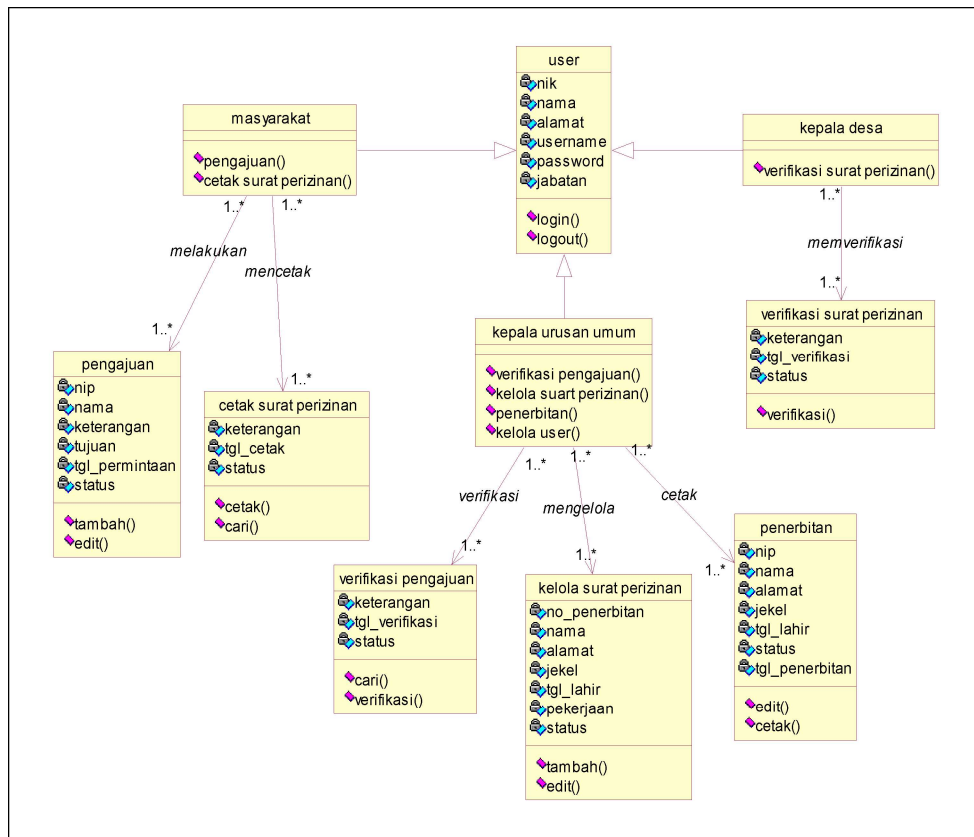 user
nik
nama
alamat
username
password
jabatan
login()
logout()
masyarakat
pengajuan()
cetak surat perizinan()
kepala desa
verifikasi surat perizinan()
1..*
1..*
melakukan
mencetak
1..*
1..*
1..*
memverifikasi
1..*
pengajuan
nip
nama
keterangan
tujuan
tgl_permintaan
status
tambah()
edit()
cetak surat perizinan
keterangan
tgl_cetak
status
cetak()
cari()
kepala urusan umum
verifikasi pengajuan()
kelola suart perizinan()
penerbitan()
kelola user()
verifikasi surat perizinan
keterangan
tgl_verifikasi
status
verifikasi()
1..*
1..*
1..*
verifikasi
mengelola
cetak
1..*
1..*
1..*
verifikasi pengajuan
keterangan
tgl_verifikasi
status
cari()
verifikasi()
kelola surat perizinan
no_penerbitan
nama
alamat
jekel
tgl_lahir
pekerjaan
status
tambah()
edit()
penerbitan
nip
nama
alamat
jekel
tgl_lahir
status
tgl_penerbitan
edit()
cetak()